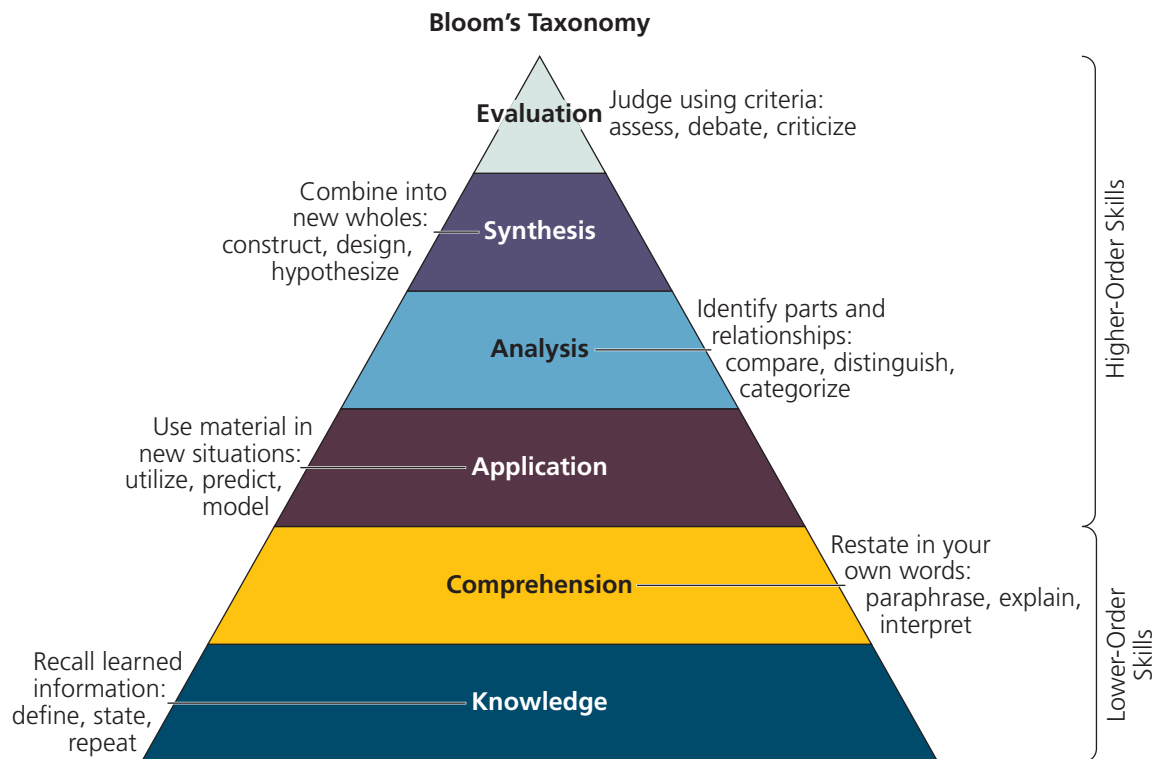 Bloom’s Taxonomy
Evaluation
Judge using criteria:
assess, debate, criticize
Combine into
new wholes:
construct, design,
hypothesize
Synthesis
Analysis
Identify parts and
relationships:
compare, distinguish,
categorize
Use material in
new situations:
utilize, predict,
model
Application
Comprehension
Restate in your
own words:
paraphrase, explain,
interpret
Recall learned
information:
define, state,
repeat
Knowledge
Higher-Order Skills
Lower-Order
Skills